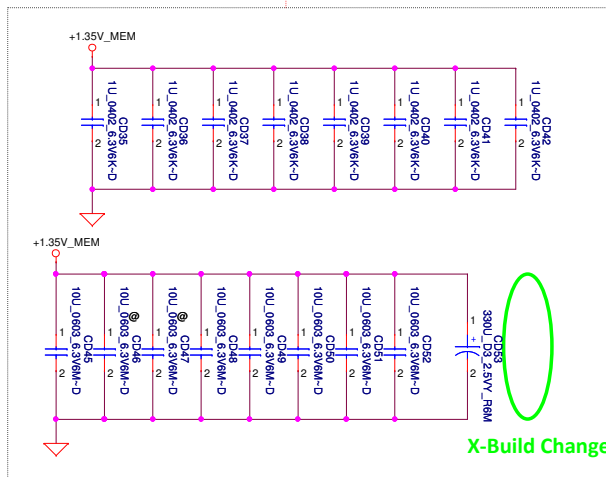 +1.35V_MEM
1
2
1U_0402_6.3V6K~D
CD35
1
2
1U_0402_6.3V6K~D
CD36
1
2
1U_0402_6.3V6K~D
CD37
1
2
1U_0402_6.3V6K~D
CD38
1
2
1U_0402_6.3V6K~D
CD39
1
2
1U_0402_6.3V6K~D
CD40
1
2
1U_0402_6.3V6K~D
CD41
1
2
1U_0402_6.3V6K~D
CD42
+1.35V_MEM
1
2
10U_0603_6.3V6M~D
CD45
1
2
10U_0603_6.3V6M~D
CD46
@
1
2
10U_0603_6.3V6M~D
CD47
@
1
2
10U_0603_6.3V6M~D
CD48
1
2
10U_0603_6.3V6M~D
CD49
1
2
10U_0603_6.3V6M~D
CD50
1
2
10U_0603_6.3V6M~D
CD51
1
2
10U_0603_6.3V6M~D
CD52
1
+
2
330U_D3_2.5VY_R6M
CD53
X-Build Change